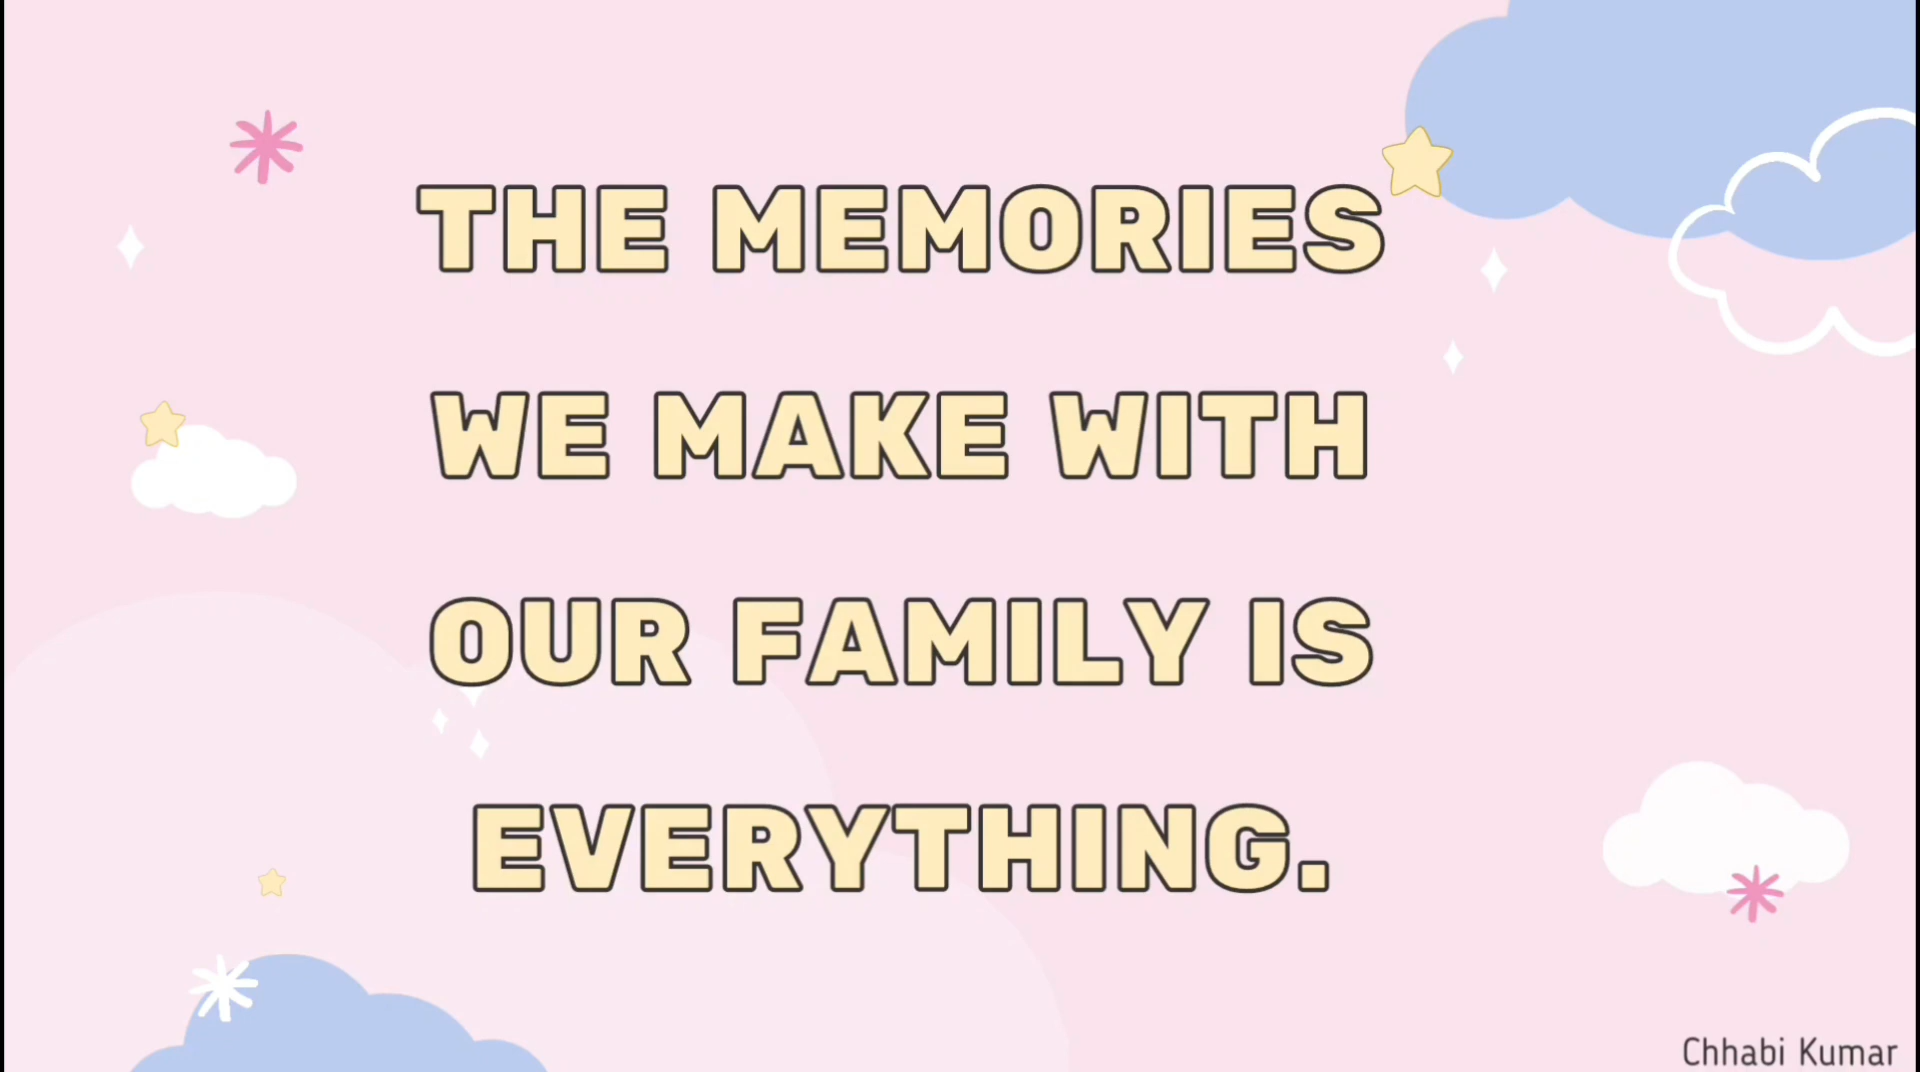 THE MEMORIES
WE MAKE WITH
OUR FAMILY IS
EVERYTHING.
Chhabi Kumar